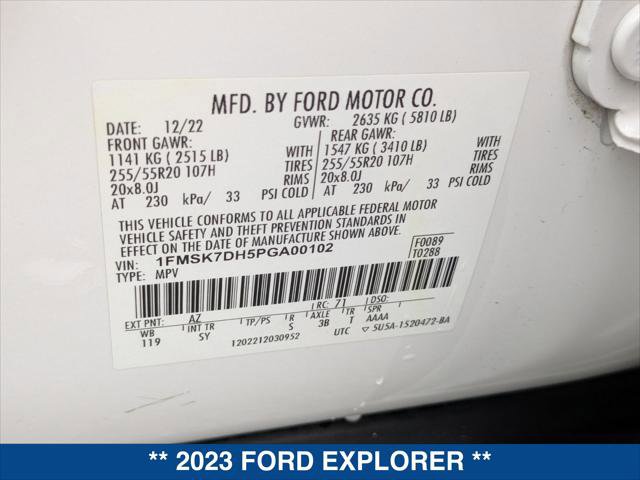 MFD. BY FORD MOTOR CO.
DATE: 12/22 GVWR: 2635 KG ( 5810 LB)
FRONT GAWR: REAR GAWR:
1141 KG ( 2515 LB) WITH 1547 KG ( 3410 LB) WITH
255/55R20 107H TIRES 255/55R20 107H TIRES
20x8.0J RIMS 20x8.0J RIMS
AT 230 kPa/ 33 PSI COLD AT 230 kPa/ 33 PSI COLD
THIS VEHICLE CONFORMS TO ALL APPLICABLE FEDERAL MOTOR
VEHICLE SAFETY AND THEFT PREVENTION STANDARDS IN
EFFECT ON THE DATE OF MANUFACTURE SHOWN ABOVE.
VIN: 1FMSK7DH5PGA00102 F0089
TYPE: MPV T0288
EXT PNT: AZ RC: 71 DSO:
WB INT TR TP/PS R AXLE TR SPR
119 SY S 3B T AAAA
1202212030952 UTC ▽ 5U5A-1520472-BA
** 2023 FORD EXPLORER **